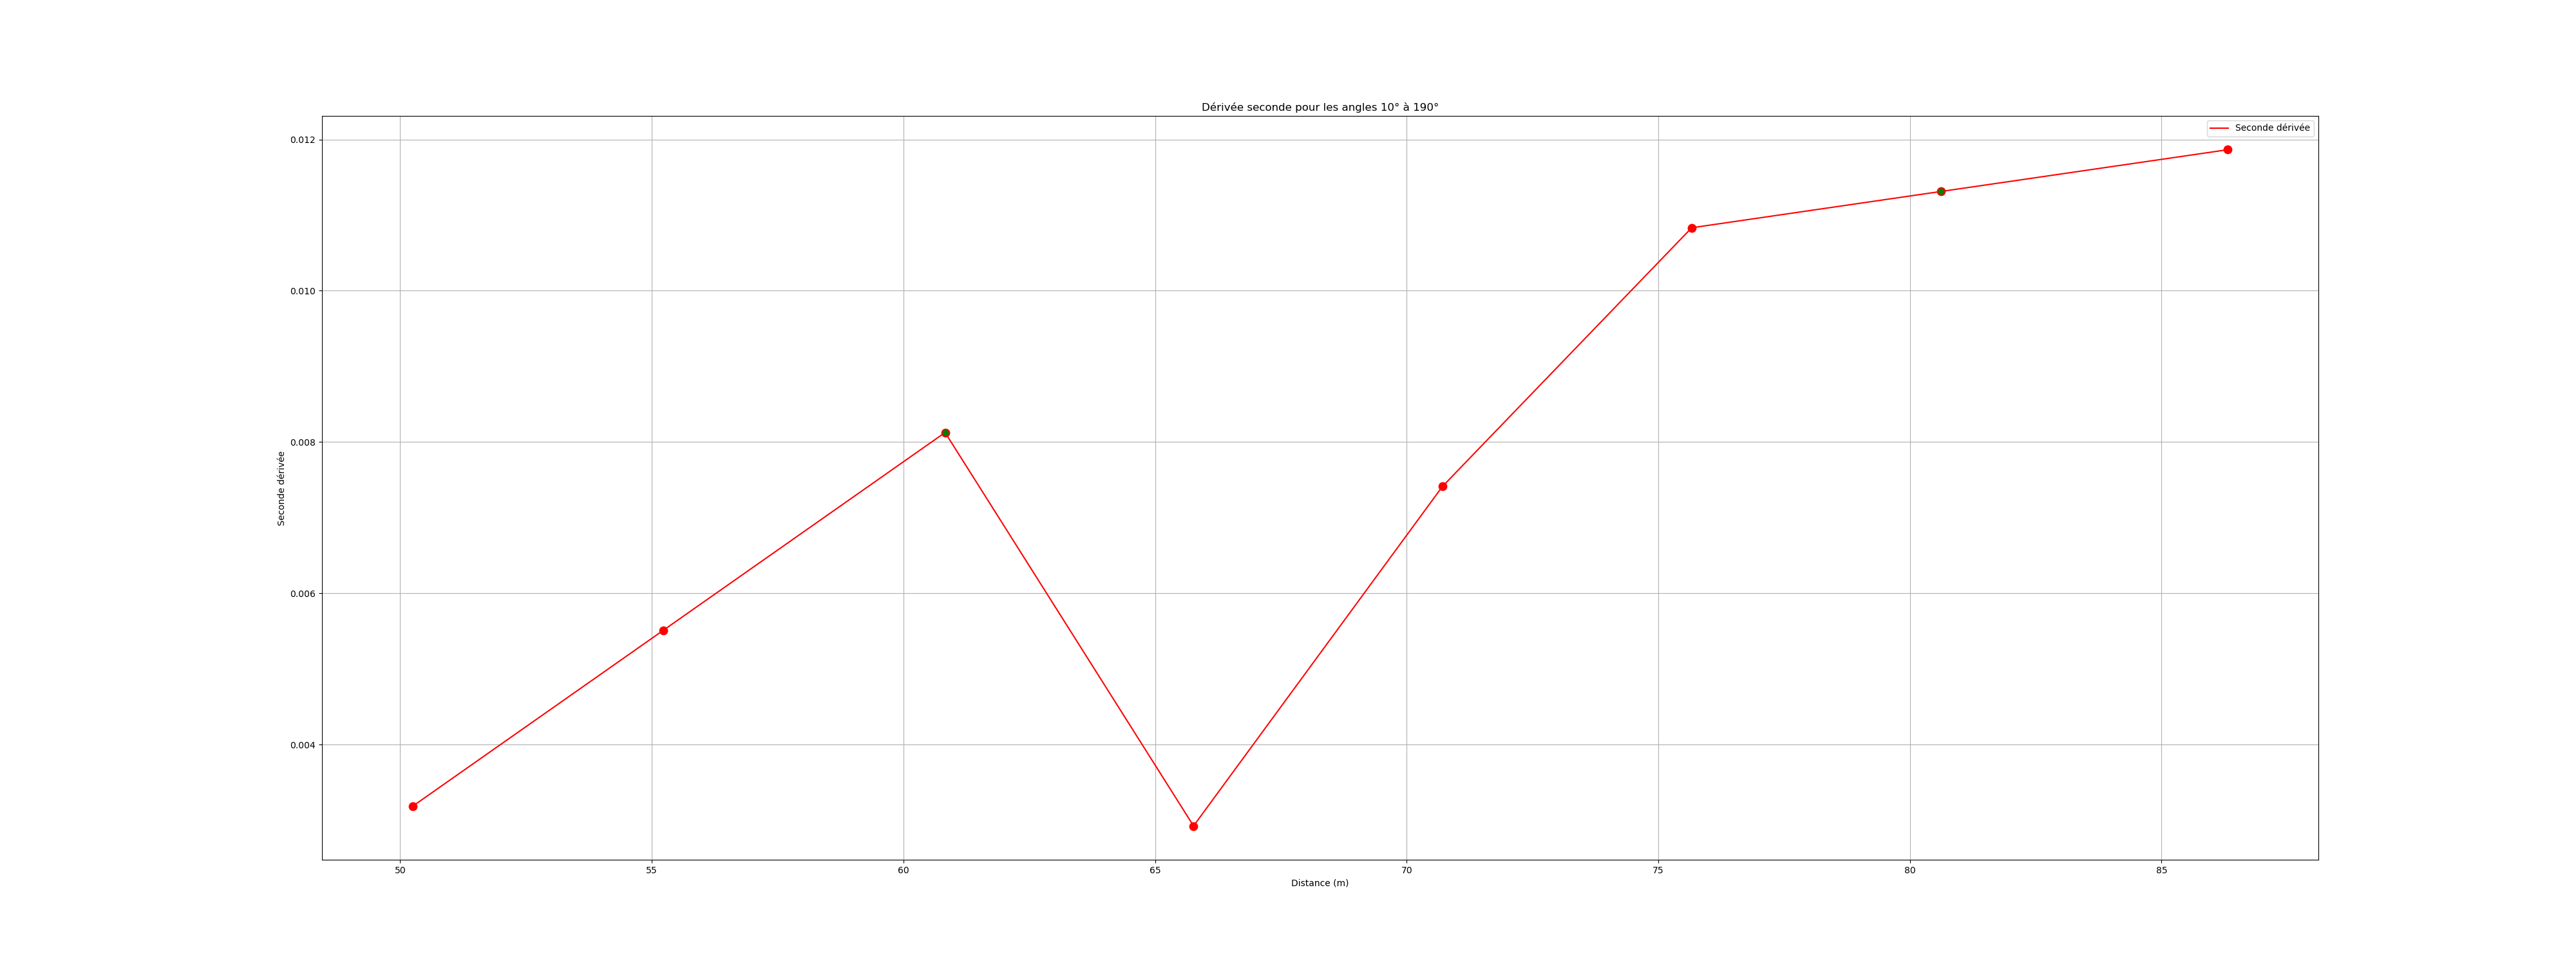 Dérivée seconde pour les angles 10° à 190°
Seconde dérivée
0.012
0.010
0.008
0.006
0.004
Seconde dérivée
50 55 60 65 70 75 80 85
Distance (m)